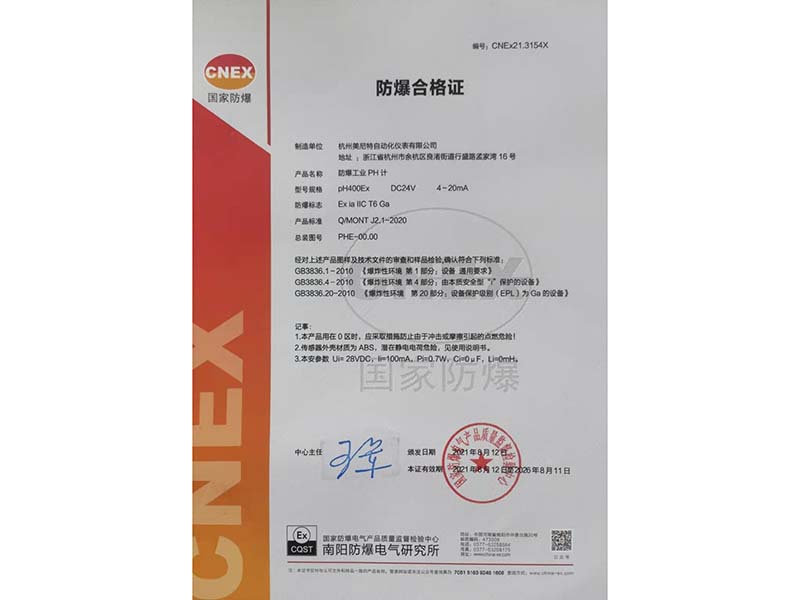 编号：CNEx21.3154X
CNEX
国家防爆
防爆合格证
制造单位 杭州美尼特自动化仪表有限公司
地址：浙江省杭州市余杭区良渚街道行盛路孟家湾 16 号
产品名称 防爆工业 PH 计
型号规格 pH400Ex DC24V 4~20mA
防爆标志 Ex ia IIC T6 Ga
产品标准 Q/MONT J2.1-2020
总装图号 PHE-00.00
经对上述产品图样及技术文件的审查和样品检验,确认符合下列标准：
GB3836.1-2010 《爆炸性环境 第 1 部分：设备 通用要求》
GB3836.4-2010 《爆炸性环境 第 4 部分：由本质安全型“i”保护的设备》
GB3836.20-2010 《爆炸性环境 第 20 部分：设备保护级别（EPL）为 Ga 的设备》
记事：
1.本产品用在 0 区时，应采取措施防止由于冲击或摩擦引起的点燃危险！
2.传感器外壳材质为 ABS，潜在静电电荷危险，见使用说明书。
3.本安参数 Ui= 28VDC，Ii=100mA，Pi=0.7W，Ci=0μF，Li=0mH。
国家防爆
CNEX
中心主任
颁发日期 2021年8月12日
本证有效期 2021年8月12日至2026年8月11日
Ex
CQST
国家防爆电气产品质量监督检验中心
南阳防爆电气研究所